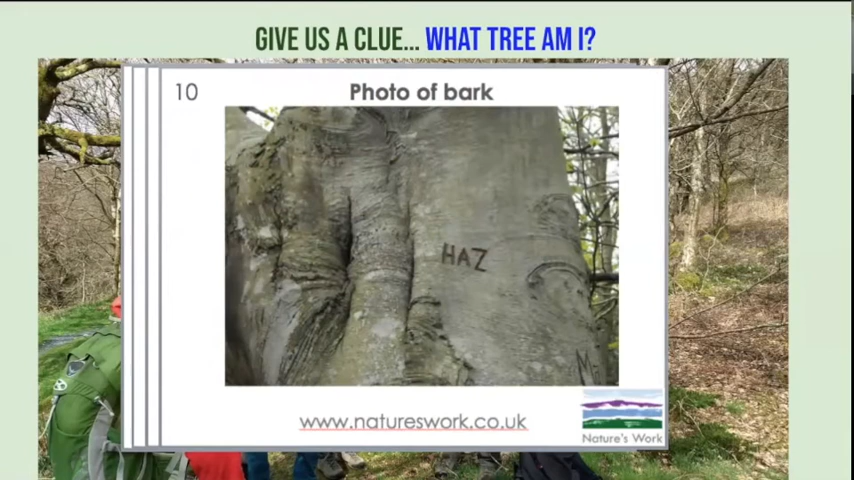 GIVE US A CLUE... WHAT TREE AM I?
10
Photo of bark
HAZ
M
www.natureswork.co.uk
Nature's Work